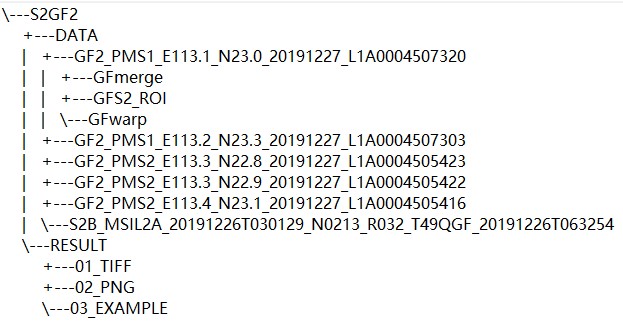 \---S2GF2
+---DATA
| +---GF2_PMS1_E113.1_N23.0_20191227_L1A0004507320
| | +---GFmerge
| | +---GFS2_ROI
| | \---GFwarp
| +---GF2_PMS1_E113.2_N23.3_20191227_L1A0004507303
| +---GF2_PMS2_E113.3_N22.8_20191227_L1A0004505423
| +---GF2_PMS2_E113.3_N22.9_20191227_L1A0004505422
| +---GF2_PMS2_E113.4_N23.1_20191227_L1A0004505416
| \---S2B_MSIL2A_20191226T030129_N0213_R032_T49QGF_20191226T063254
\---RESULT
+---01_TIFF
+---02_PNG
\---03_EXAMPLE